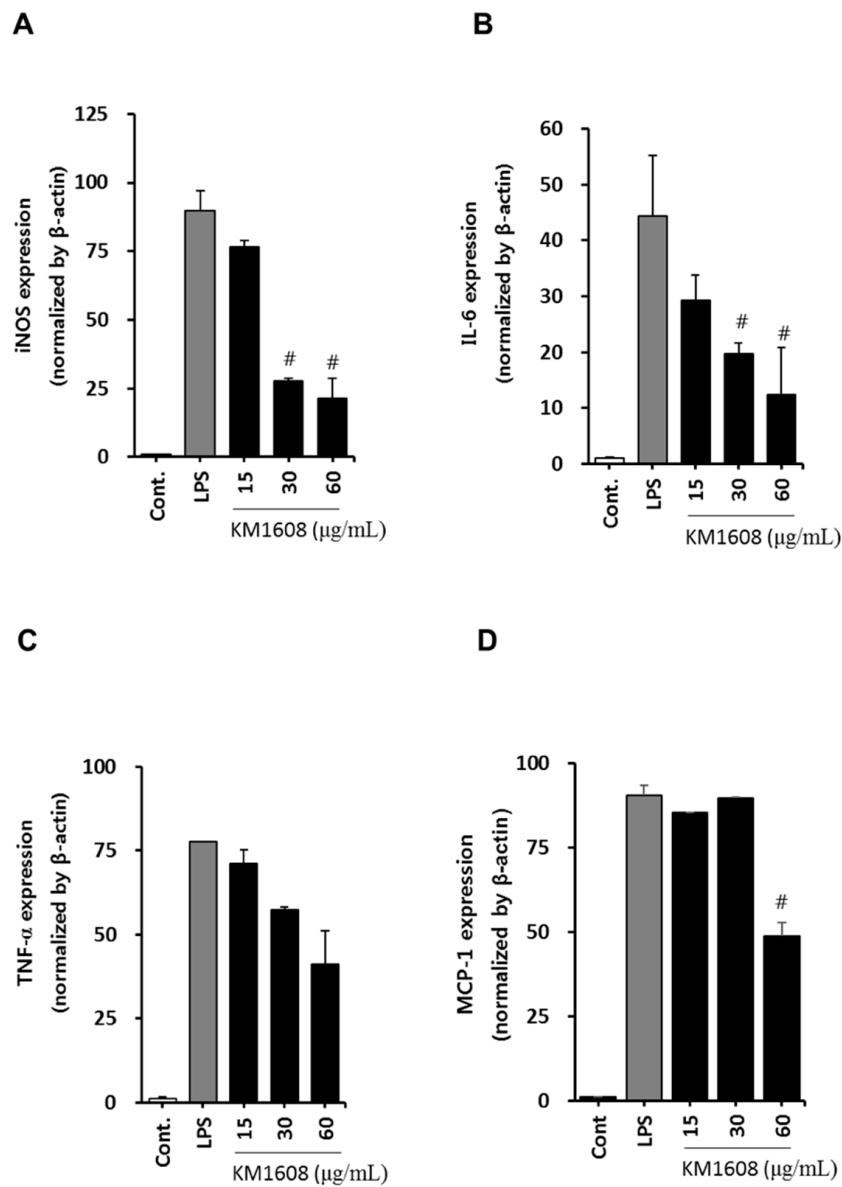 A
iNOS expression
(normalized by β-actin)
125
100
75
50
25
0
#
#
Cont.
LPS
15
30
60
KM1608 (μg/mL)
B
IL-6 expression
(normalized by β-actin)
60
50
40
30
20
10
0
#
#
Cont.
LPS
15
30
60
KM1608 (μg/mL)
C
TNF-α expression
(normalized by β-actin)
100
75
50
25
0
Cont.
LPS
15
30
60
KM1608 (μg/mL)
D
MCP-1 expression
(normalized by β-actin)
100
75
50
25
0
#
Cont
LPS
15
30
60
KM1608 (μg/mL)